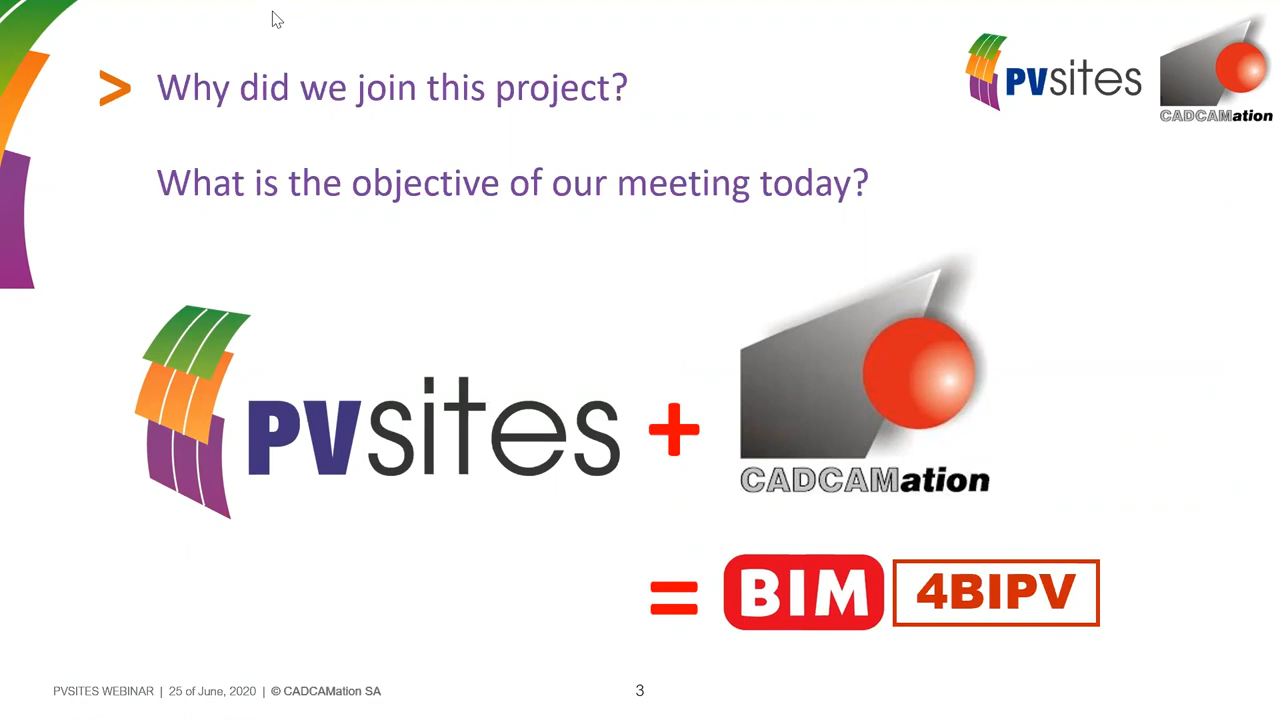 > Why did we join this project?
PVsites
CADCAMation
What is the objective of our meeting today?
PVsites + CADCAMation
= BIM 4BIPV
PVSITES WEBINAR | 25 of June, 2020 | © CADCAMation SA
3